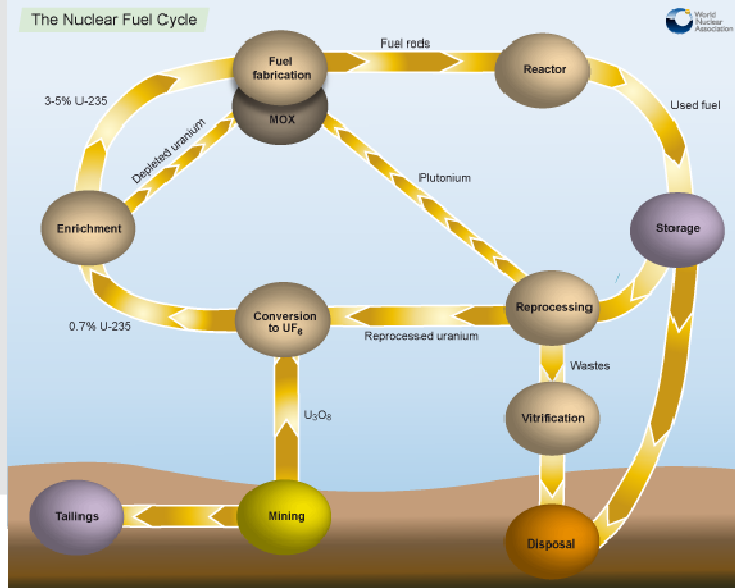 The Nuclear Fuel Cycle
World
Nuclear
Association
Fuel rods
Fuel
fabrication
Reactor
3-5% U-235
Used fuel
MOX
Depleted uranium
Plutonium
Enrichment
Storage
Conversion
to UF₆
Reprocessing
0.7% U-235
Reprocessed uranium
Wastes
U₃O₈
Vitrification
Tailings
Mining
Disposal